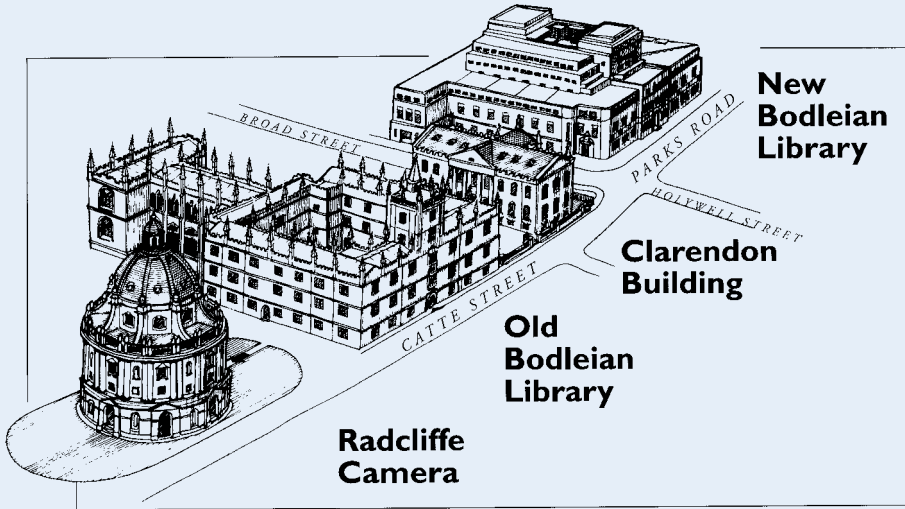 New
Bodleian
Library
BROAD STREET
PARKS ROAD
HOLYWELL STREET
Clarendon
Building
CATTE STREET
Old
Bodleian
Library
Radcliffe
Camera